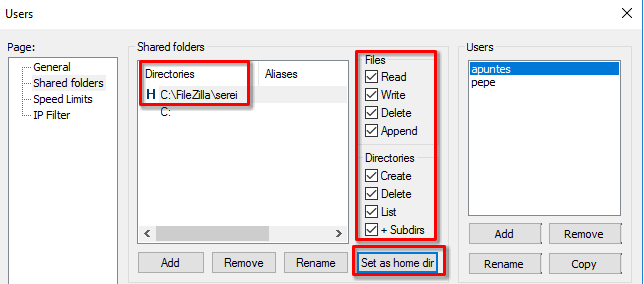 Users
Page:
General
Shared folders
Speed Limits
IP Filter
Shared folders
Directories Aliases
H C:\FileZilla\serei
C:
Add Remove Rename
Files
Read
Write
Delete
Append
Directories
Create
Delete
List
+ Subdirs
Set as home dir
Users
apuntes
pepe
Add Remove
Rename Copy